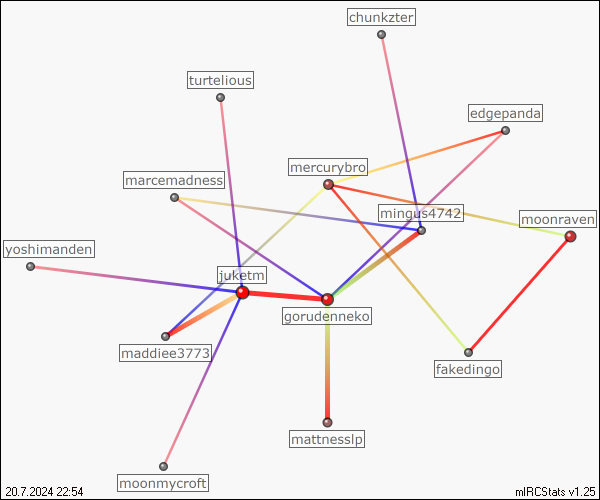 chunkzter
turtelious
edgepanda
mercurybro
marcemadness
mingus4742
moonraven
yoshimanden
juketm
gorudenneko
maddiee3773
fakedingo
mattnesslp
moonmycroft
20.7.2024 22:54
mIRCStats v1.25